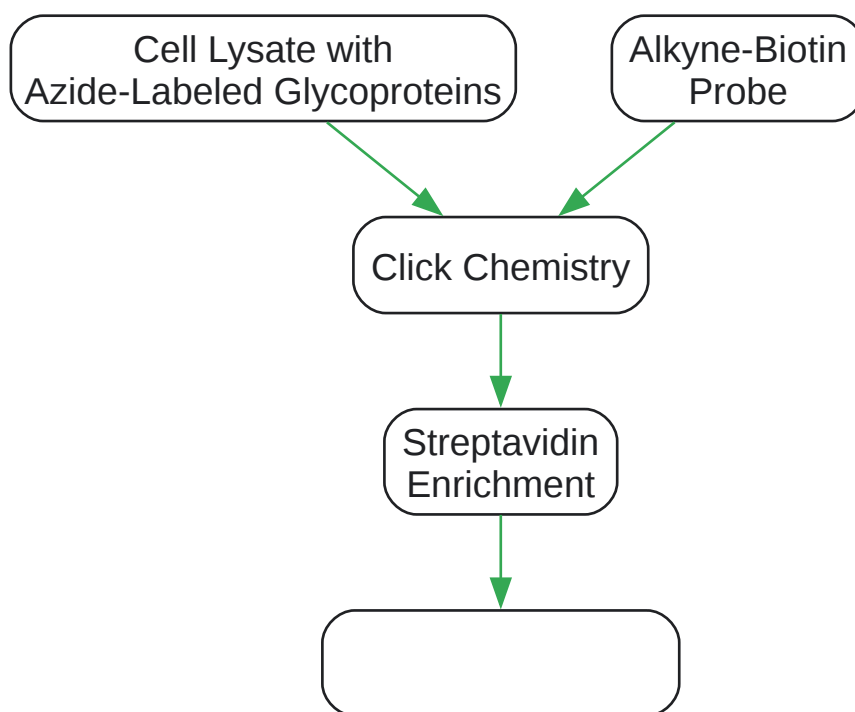 Cell Lysate with
Azide-Labeled Glycoproteins
Alkyne-Biotin
Probe
Click Chemistry
Streptavidin
Enrichment